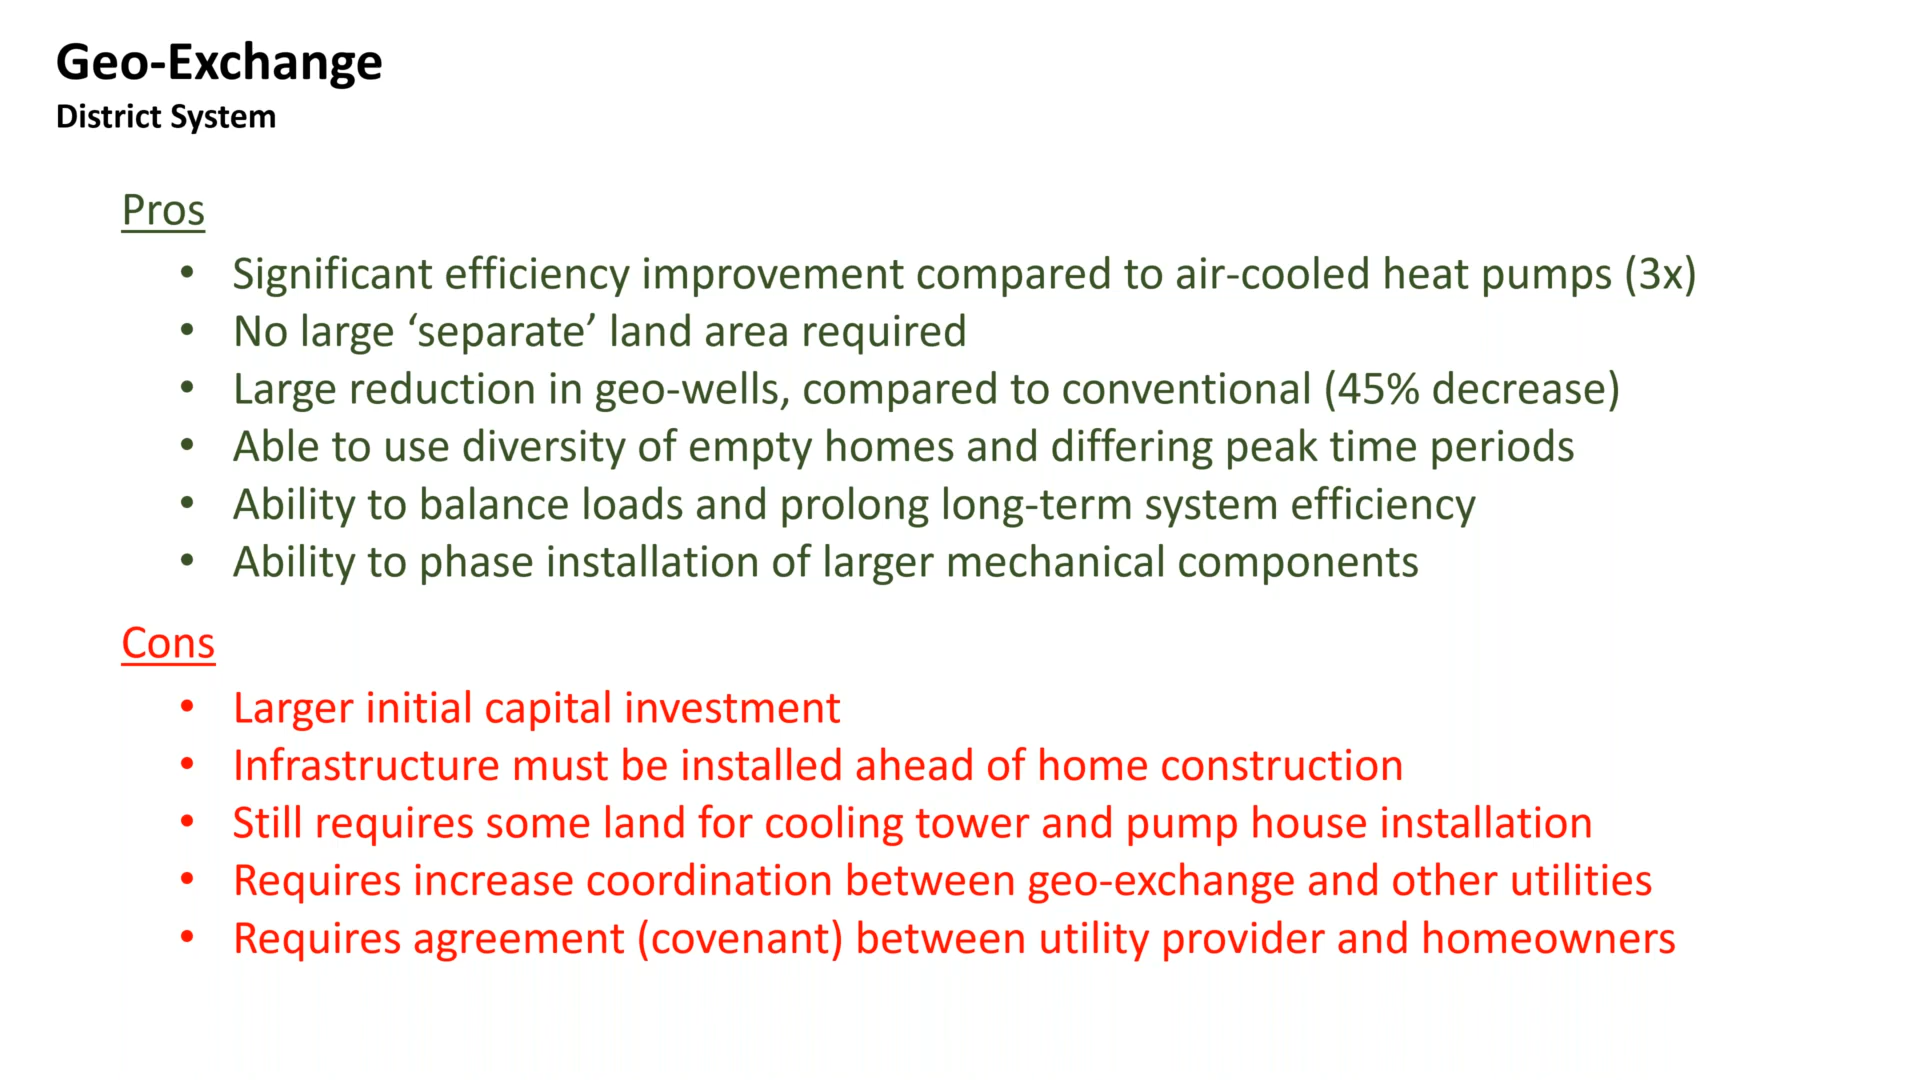 Geo-Exchange
District System
Pros
• Significant efficiency improvement compared to air-cooled heat pumps (3x)
• No large ‘separate’ land area required
• Large reduction in geo-wells, compared to conventional (45% decrease)
• Able to use diversity of empty homes and differing peak time periods
• Ability to balance loads and prolong long-term system efficiency
• Ability to phase installation of larger mechanical components
Cons
• Larger initial capital investment
• Infrastructure must be installed ahead of home construction
• Still requires some land for cooling tower and pump house installation
• Requires increase coordination between geo-exchange and other utilities
• Requires agreement (covenant) between utility provider and homeowners